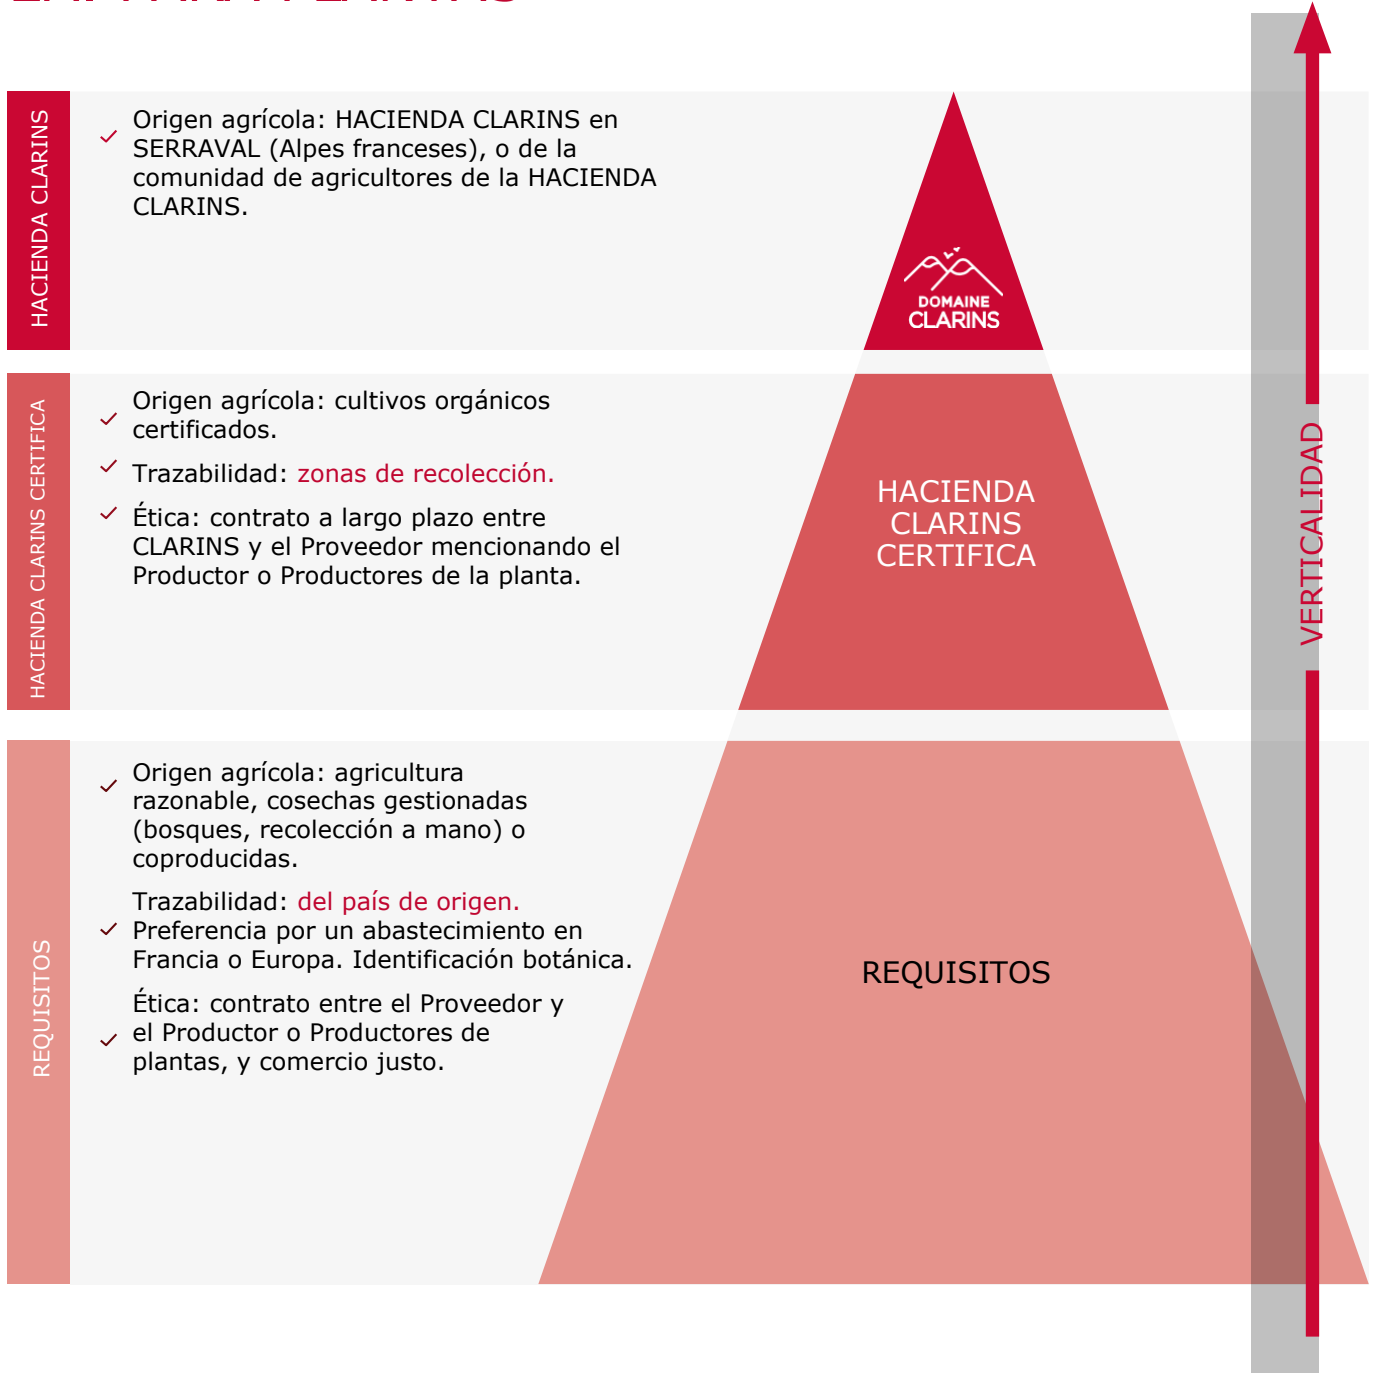 HACIENDA CLARINS
Origen agrícola: HACIENDA CLARINS en
SERRAVAL (Alpes franceses), o de la
comunidad de agricultores de la HACIENDA
CLARINS.
DOMAINE
CLARINS
HACIENDA CLARINS CERTIFICA
Origen agrícola: cultivos orgánicos
certificados.
Trazabilidad: zonas de recolección.
Ética: contrato a largo plazo entre
CLARINS y el Proveedor mencionando el
Productor o Productores de la planta.
HACIENDA
CLARINS
CERTIFICA
VERTICALIDAD
REQUISITOS
Origen agrícola: agricultura
razonable, cosechas gestionadas
(bosques, recolección a mano) o
coproducidas.
Trazabilidad: del país de origen.
Preferencia por un abastecimiento en
Francia o Europa. Identificación botánica.
Ética: contrato entre el Proveedor y
el Productor o Productores de
plantas, y comercio justo.
REQUISITOS